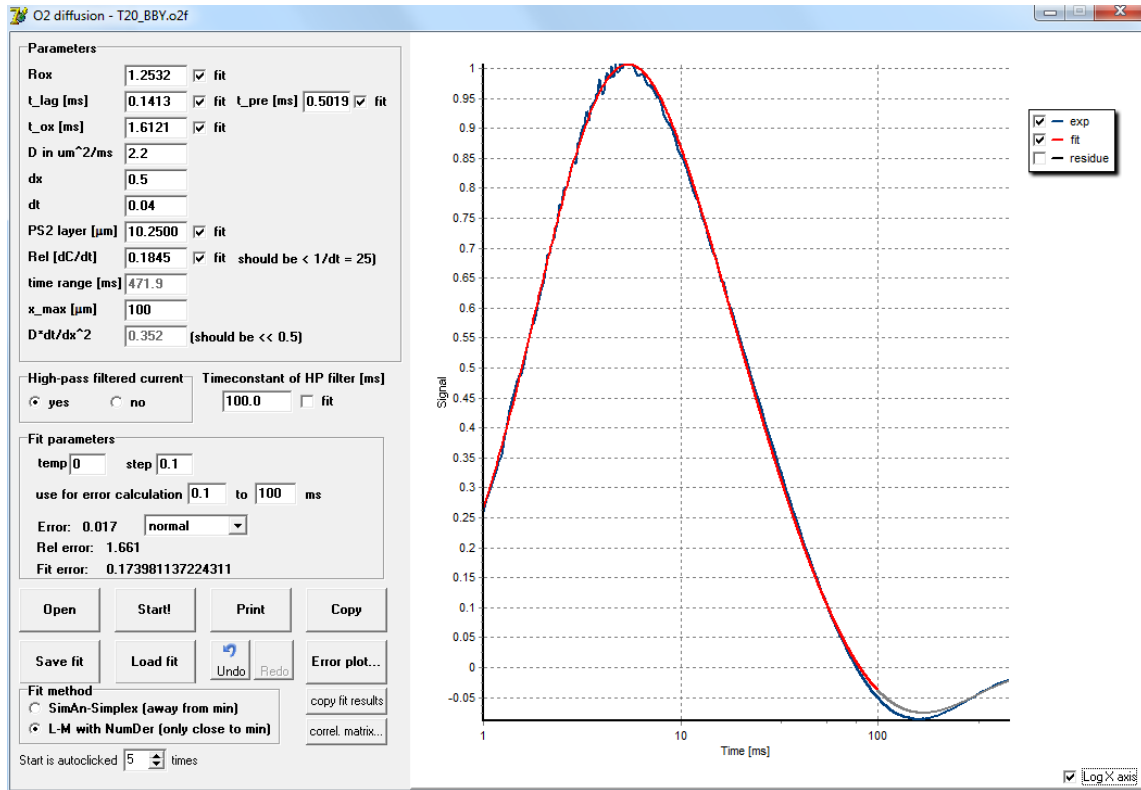 O2 diffusion - T20_BBY.o2f
Parameters
Rox 1.2532 fit
t_lag [ms] 0.1413 fit t_pre [ms] 0.5019 fit
t_ox [ms] 1.6121 fit
D in um^2/ms 2.2
dx 0.5
dt 0.04
PS2 layer [µm] 10.2500 fit
Rel [dC/dt] 0.1845 fit should be < 1/dt = 25)
time range [ms] 471.9
x_max [µm] 100
D*dt/dx^2 0.352 (should be << 0.5)
High-pass filtered current Timeconstant of HP filter [ms]
yes no 100.0 fit
Fit parameters
temp 0 step 0.1
use for error calculation 0.1 to 100 ms
Error: 0.017 normal
Rel error: 1.661
Fit error: 0.173981137224311
Open Start! Print Copy
Save fit Load fit Undo Redo Error plot...
Fit method
SimAn-Simplex (away from min)
L-M with NumDer (only close to min)
copy fit results
correl. matrix...
Start is autoclicked 5 times
Signal
1
0.95
0.9
0.85
0.8
0.75
0.7
0.65
0.6
0.55
0.5
0.45
0.4
0.35
0.3
0.25
0.2
0.15
0.1
0.05
0
-0.05
1 10 100
Time [ms]
exp
fit
residue
Log X axis